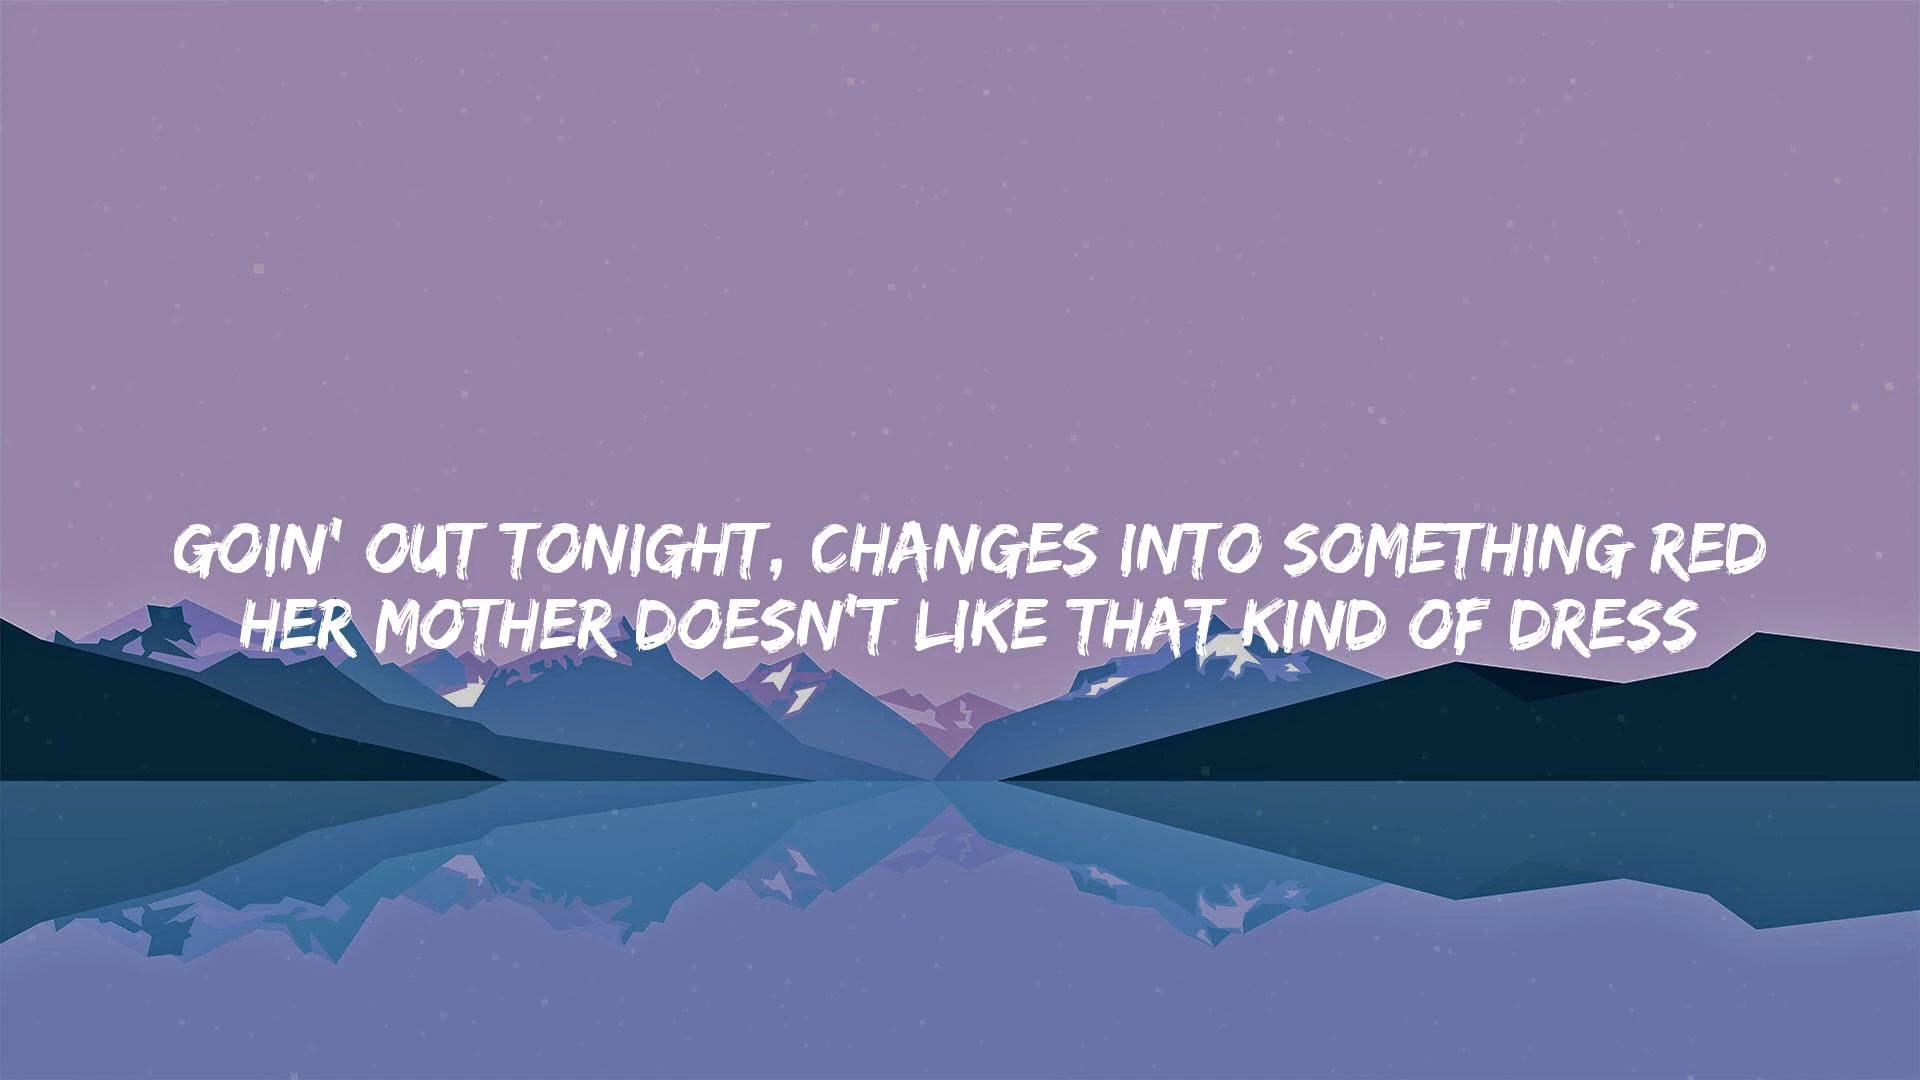 GOIN' OUT TONIGHT, CHANGES INTO SOMETHING RED
HER MOTHER DOESN'T LIKE THAT KIND OF DRESS